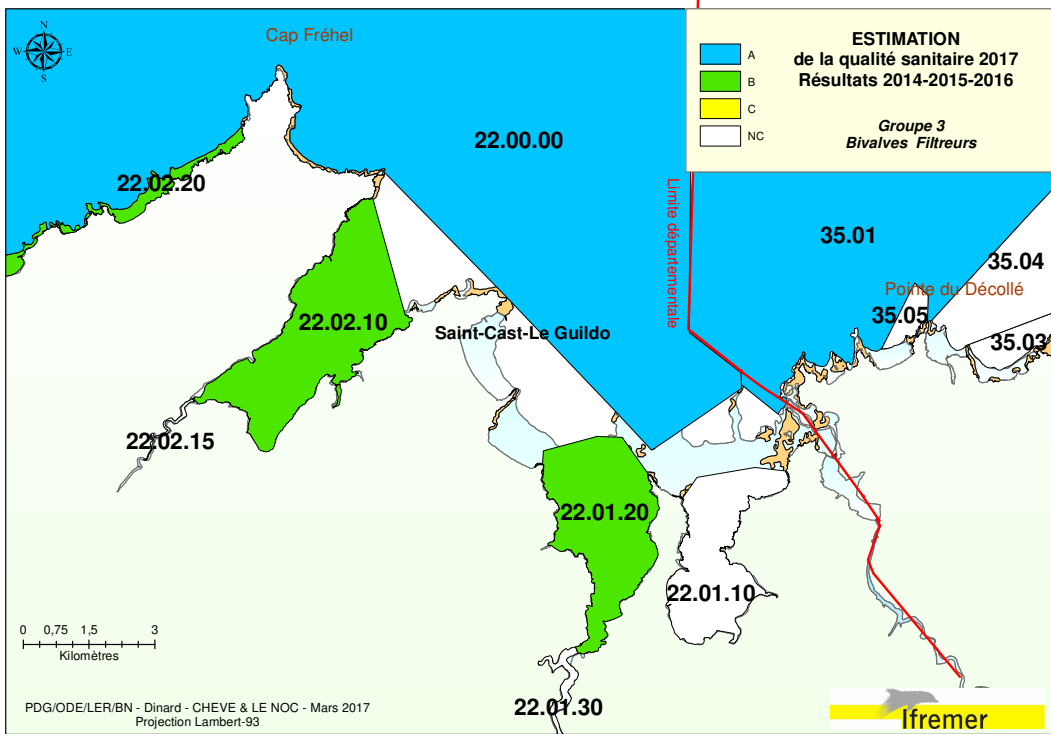 N
W E
S
Cap Fréhel
ESTIMATION
de la qualité sanitaire 2017
Résultats 2014-2015-2016
A
B
C
NC
Groupe 3
Bivalves Filtreurs
22.00.00
22.02.20
Limite départementale
35.01
35.04
Pointe du Décollé
35.05
35.03
22.02.10
Saint-Cast-Le Guildo
22.02.15
22.01.20
22.01.10
0 0,75 1,5 3
Kilomètres
22.01.30
PDG/ODE/LER/BN - Dinard - CHEVE & LE NOC - Mars 2017
Projection Lambert-93
Ifremer